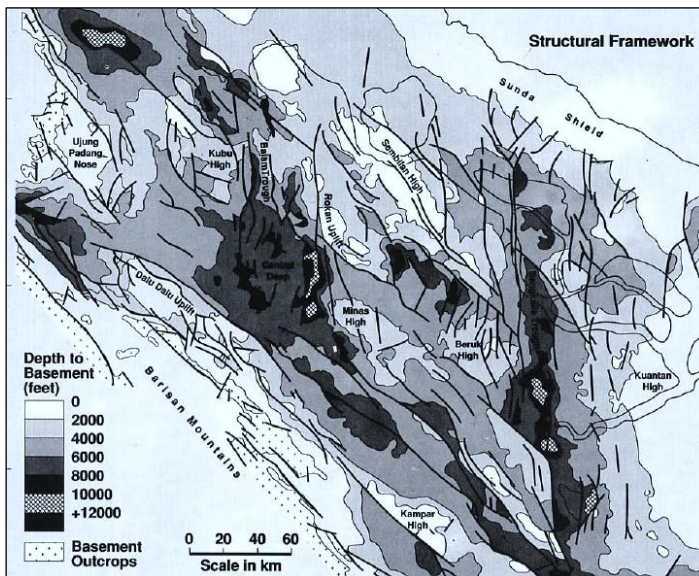 Structural Framework
Sunda
Shield
Ujung
Padang
Nose
Kubu
High
Balam Trough
Sembilan High
Rokan Uplift
Central
Deep
Dalu Dalu Uplift
Minas
High
Beruk
High
Kuantan
High
Kampar
High
Barisan Mountains
Depth to
Basement
(feet)
0
2000
4000
6000
8000
10000
+12000
Basement
Outcrops
0 20 40 60
Scale in km